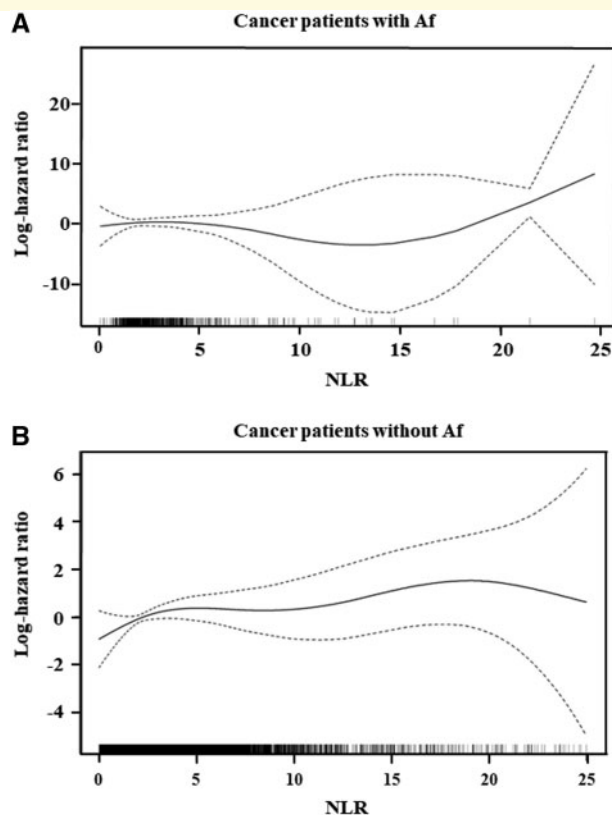 A
Cancer patients with Af
Log-hazard ratio
20
10
0
-10
0 5 10 15 20 25
NLR
B
Cancer patients without Af
Log-hazard ratio
6
4
2
0
-2
-4
0 5 10 15 20 25
NLR